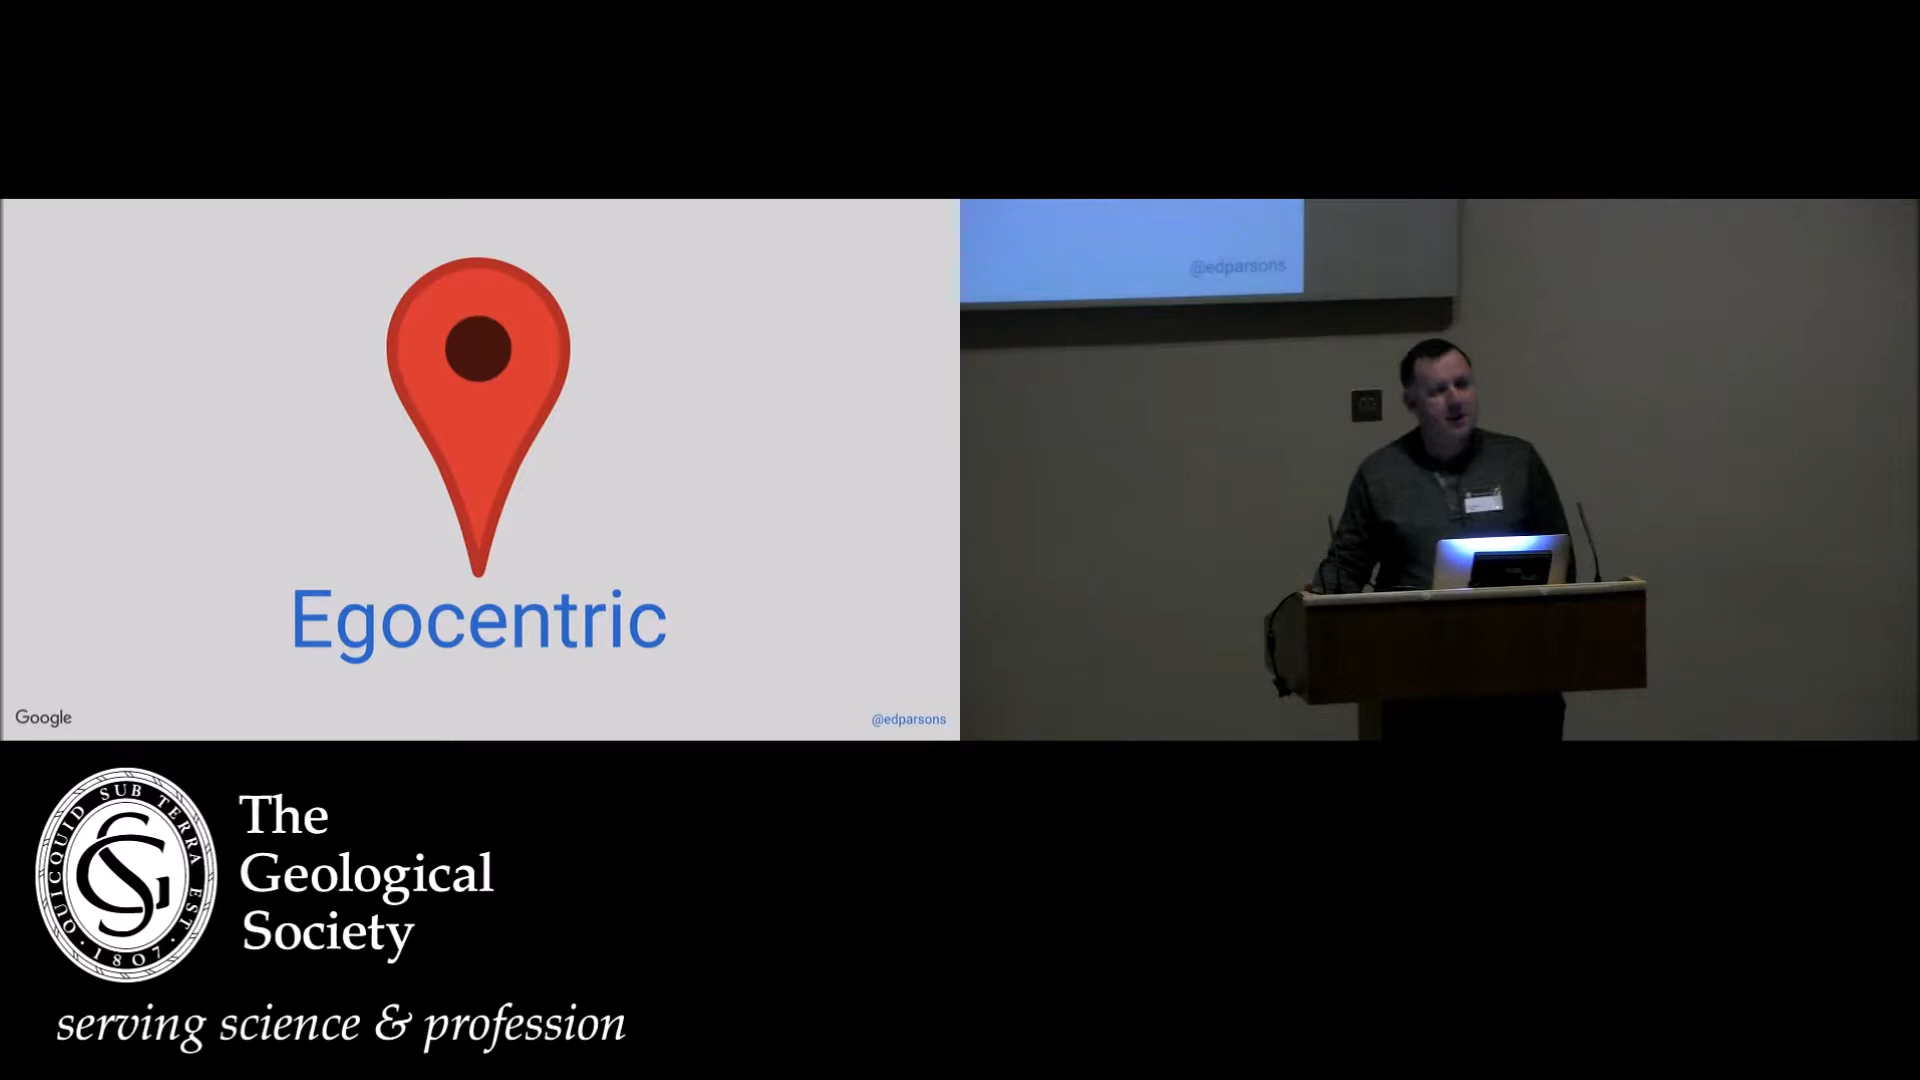 Egocentric
Google
@edparsons
@edparsons
QUICQUID SUB TERRA EST
1807
The
Geological
Society
serving science & profession